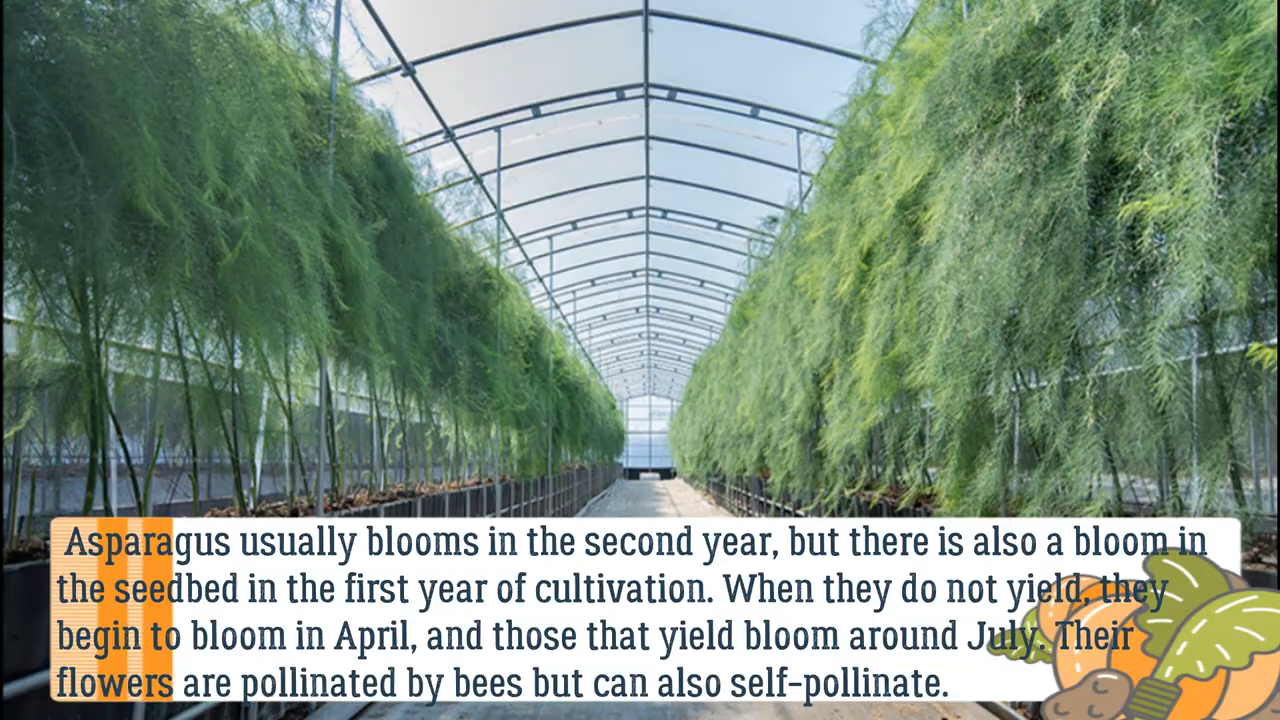 Asparagus usually blooms in the second year, but there is also a bloom in
the seedbed in the first year of cultivation. When they do not yield, they
begin to bloom in April, and those that yield bloom around July. Their
flowers are pollinated by bees but can also self-pollinate.